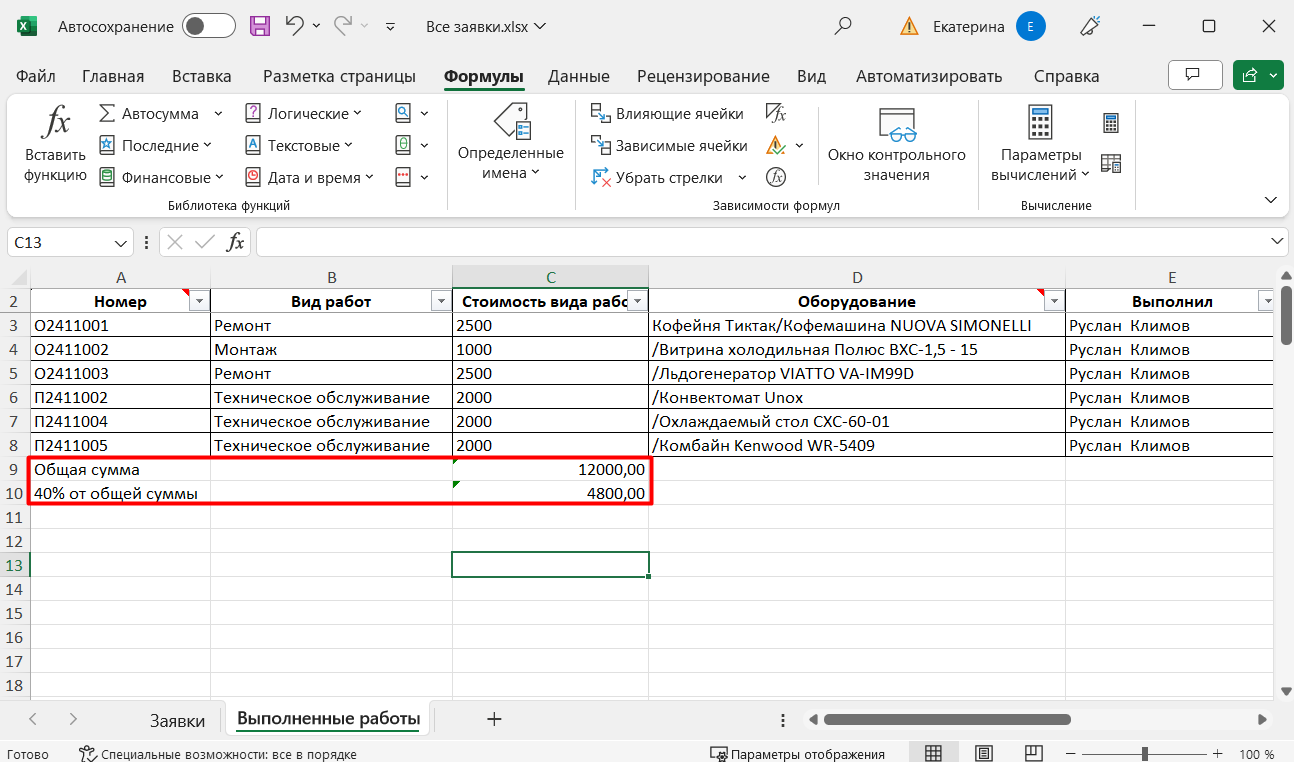 Автосохранение Все заявки.xlsx Екатерина Е
Файл Главная Вставка Разметка страницы Формулы Данные Рецензирование Вид Автоматизировать Справка
fx Вставить функцию
Автосумма
Последние
Финансовые
Логические
Текстовые
Дата и время
Библиотека функций
Определенные имена
Влияющие ячейки
Зависимые ячейки
Убрать стрелки
Зависимости формул
Окно контрольного значения
Параметры вычислений
Вычисление
C13 fx
A B C D E
2 Номер Вид работ Стоимость вида рабо Оборудование Выполнил
3 О2411001 Ремонт 2500 Кофейня Тиктак/Кофемашина NUOVA SIMONELLI Руслан Климов
4 О2411002 Монтаж 1000 /Витрина холодильная Полюс ВХС-1,5 - 15 Руслан Климов
5 О2411003 Ремонт 2500 /Льдогенератор VIATTO VA-IM99D Руслан Климов
6 П2411002 Техническое обслуживание 2000 /Конвектомат Unox Руслан Климов
7 П2411004 Техническое обслуживание 2000 /Охлаждаемый стол СХС-60-01 Руслан Климов
8 П2411005 Техническое обслуживание 2000 /Комбайн Kenwood WR-5409 Руслан Климов
9 Общая сумма 12000,00
10 40% от общей суммы 4800,00
11
12
13
14
15
16
17
18
Заявки Выполненные работы
Готово Специальные возможности: все в порядке Параметры отображения 100 %